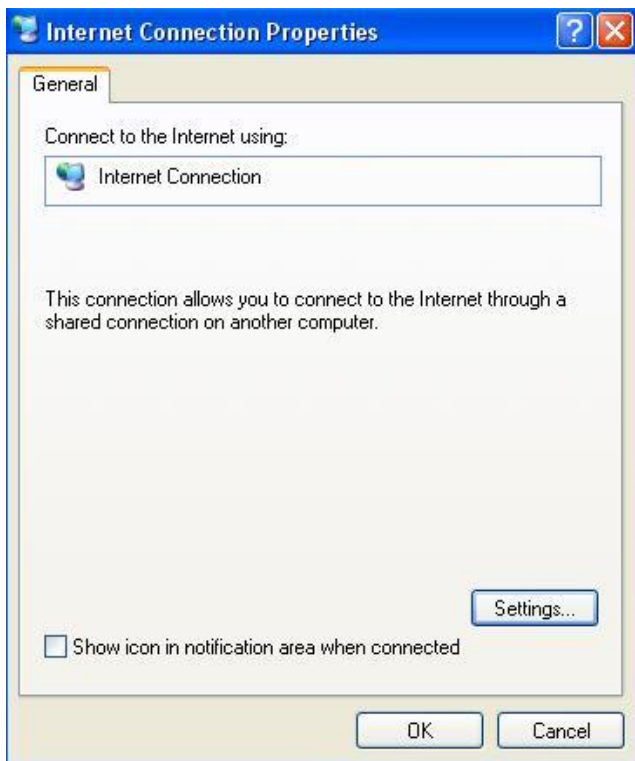 Internet Connection Properties
General
Connect to the Internet using:
Internet Connection
This connection allows you to connect to the Internet through a
shared connection on another computer.
Settings...
Show icon in notification area when connected
OK
Cancel